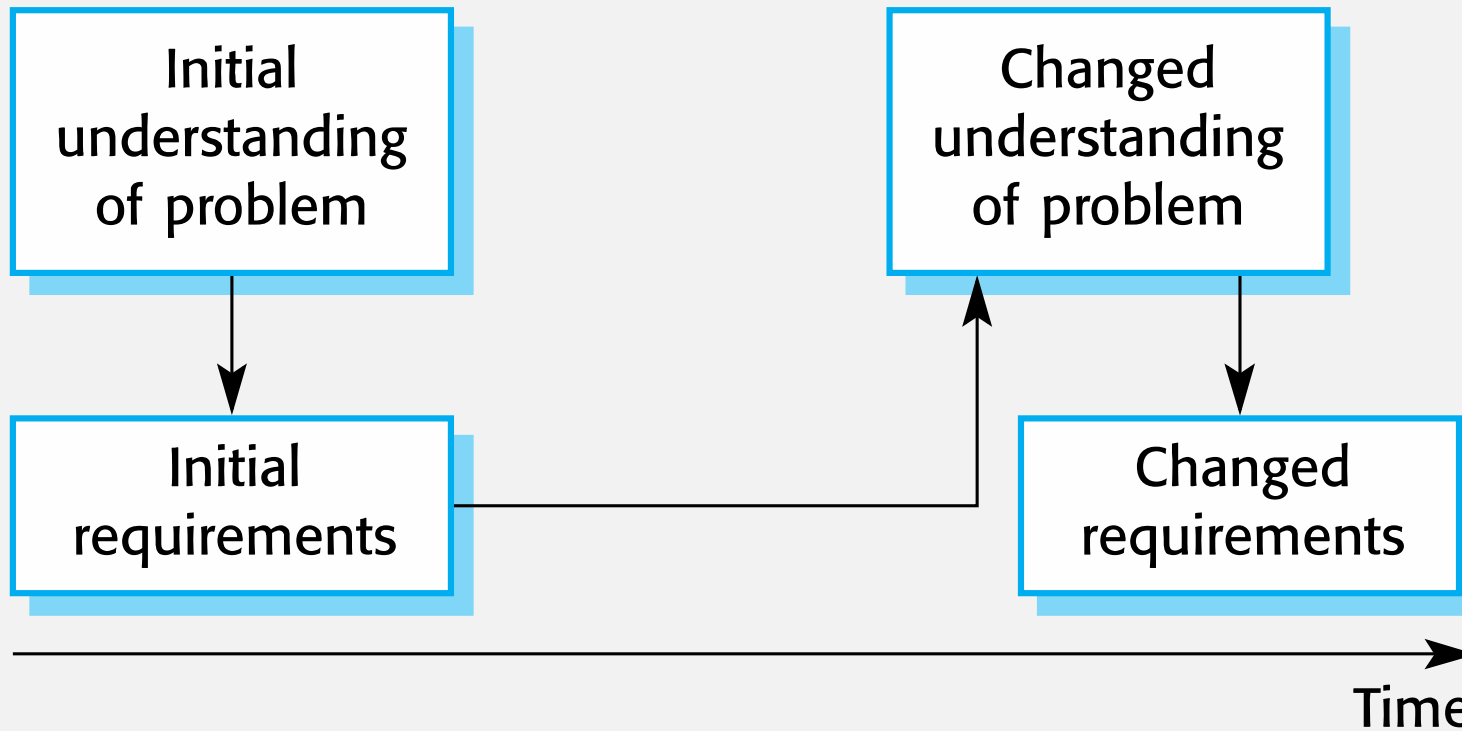 Initial
understanding
of problem
Changed
understanding
of problem
Initial
requirements
Changed
requirements
Time